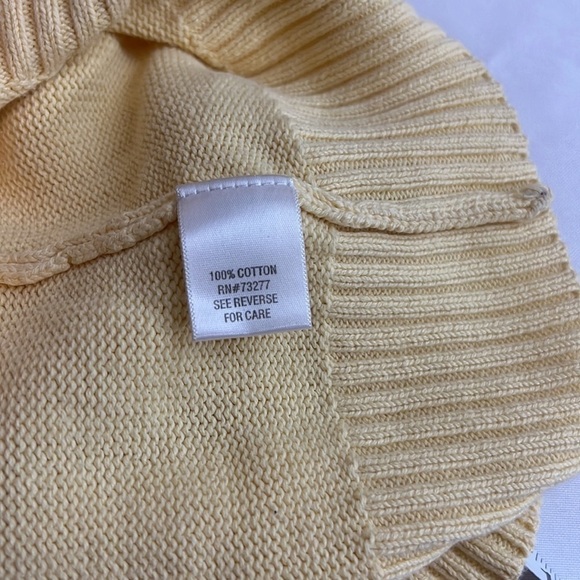 100% COTTON
RN#73277
SEE REVERSE
FOR CARE